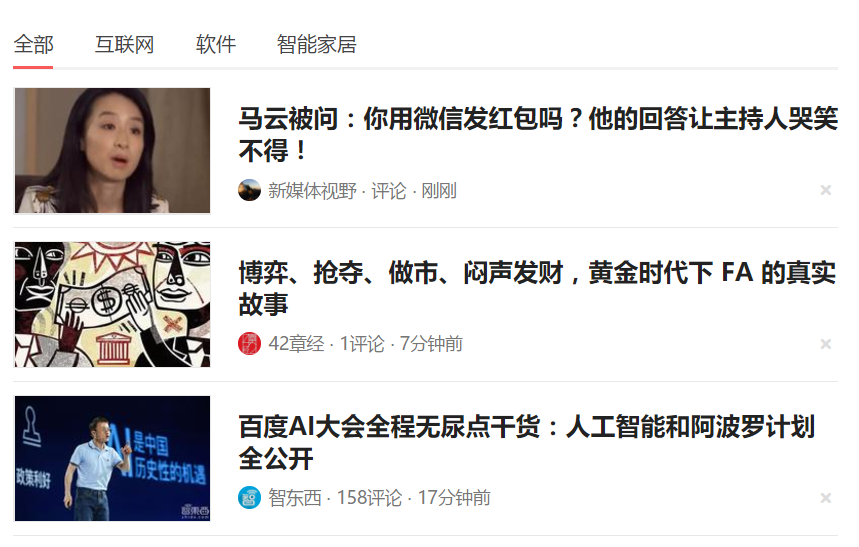 全部 互联网 软件 智能家居
马云被问：你用微信发红包吗？他的回答让主持人哭笑
不得！
新媒体视野 · 评论 · 刚刚
博弈、抢夺、做市、闷声发财，黄金时代下 FA 的真实
故事
42章经 · 1评论 · 7分钟前
政策利好
AI是中国
历史性的机遇
智东西
百度AI大会全程无尿点干货：人工智能和阿波罗计划
全公开
智东西 · 158评论 · 17分钟前